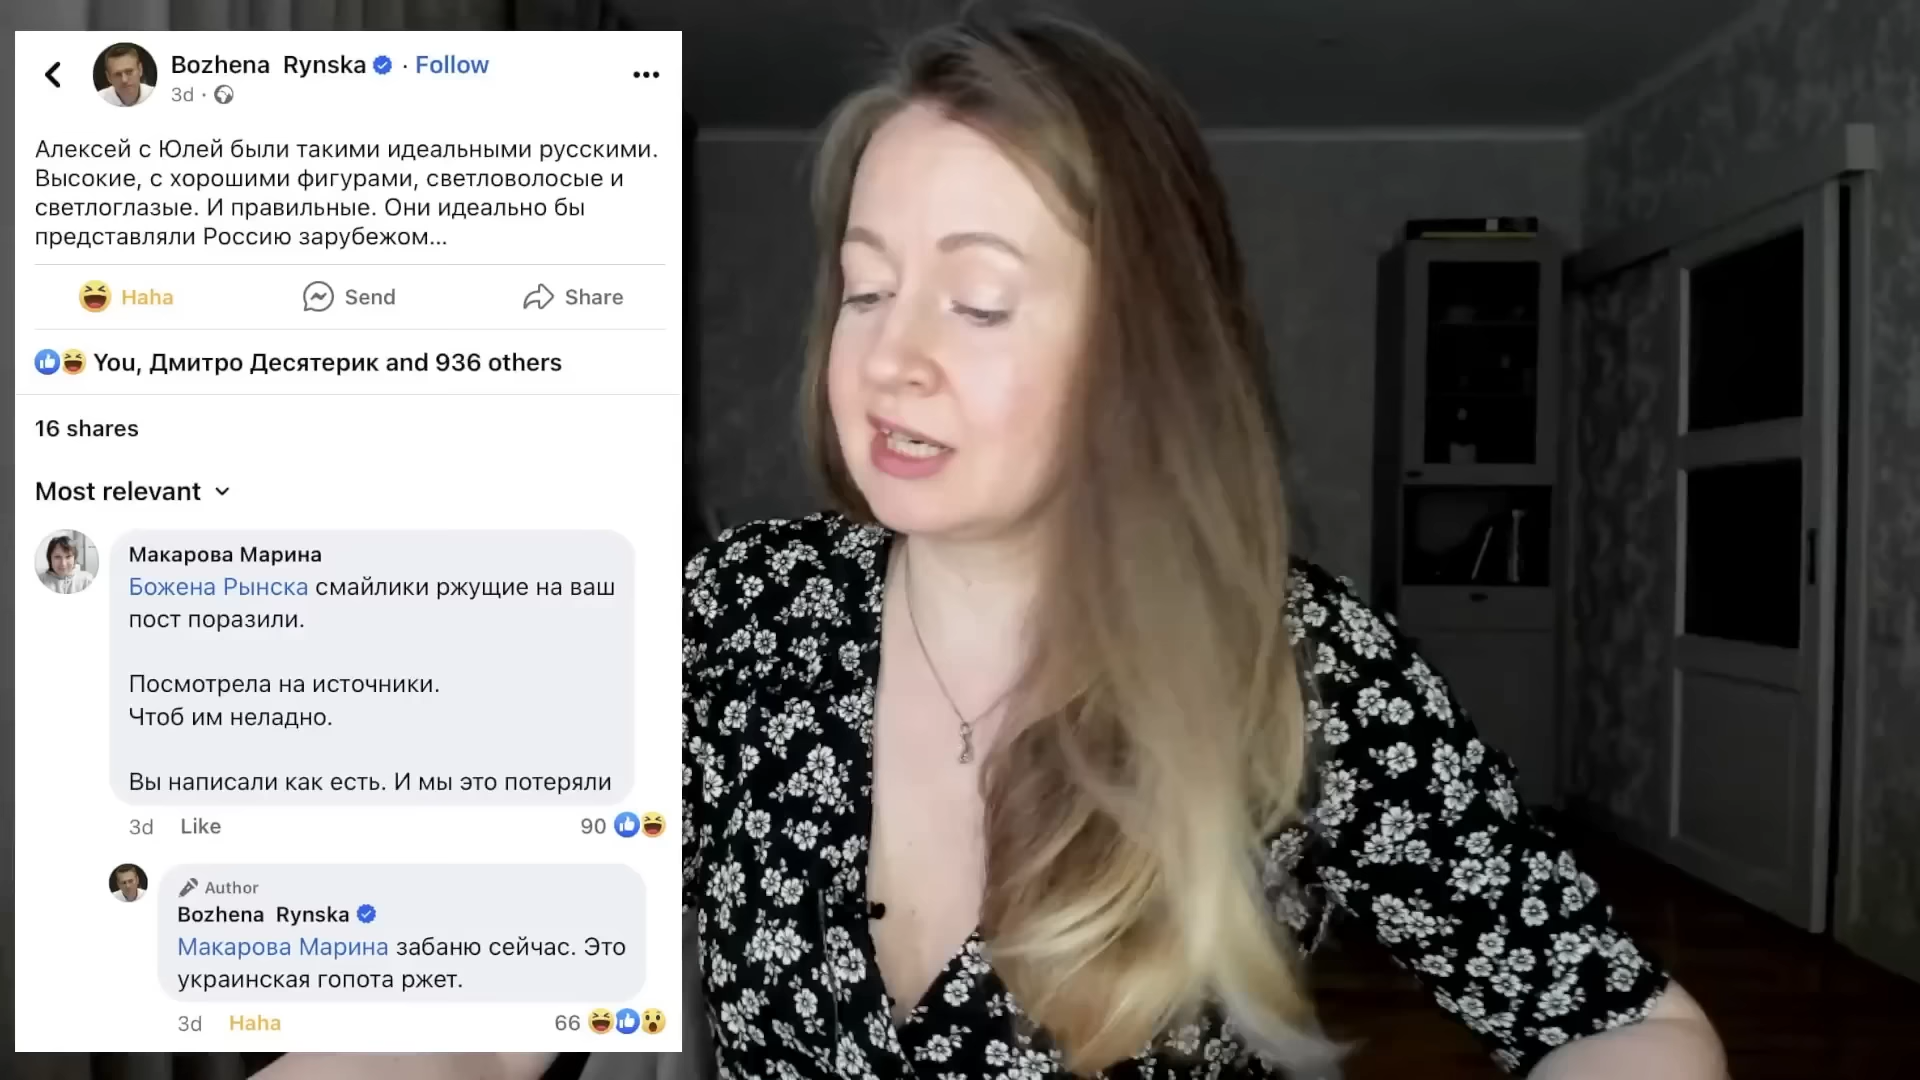 Bozhena Rynska · Follow
3d ·
Алексей с Юлей были такими идеальными русскими.
Высокие, с хорошими фигурами, светловолосые и
светлоглазые. И правильные. Они идеально бы
представляли Россию зарубежом...
Haha Send Share
You, Дмитро Десятерик and 936 others
16 shares
Most relevant
Макарова Марина
Божена Рынска смайлики ржущие на ваш
пост поразили.
Посмотрела на источники.
Чтоб им неладно.
Вы написали как есть. И мы это потеряли
3d Like 90
Author
Bozhena Rynska
Макарова Марина забаню сейчас. Это
украинская гопота ржет.
3d Haha 66